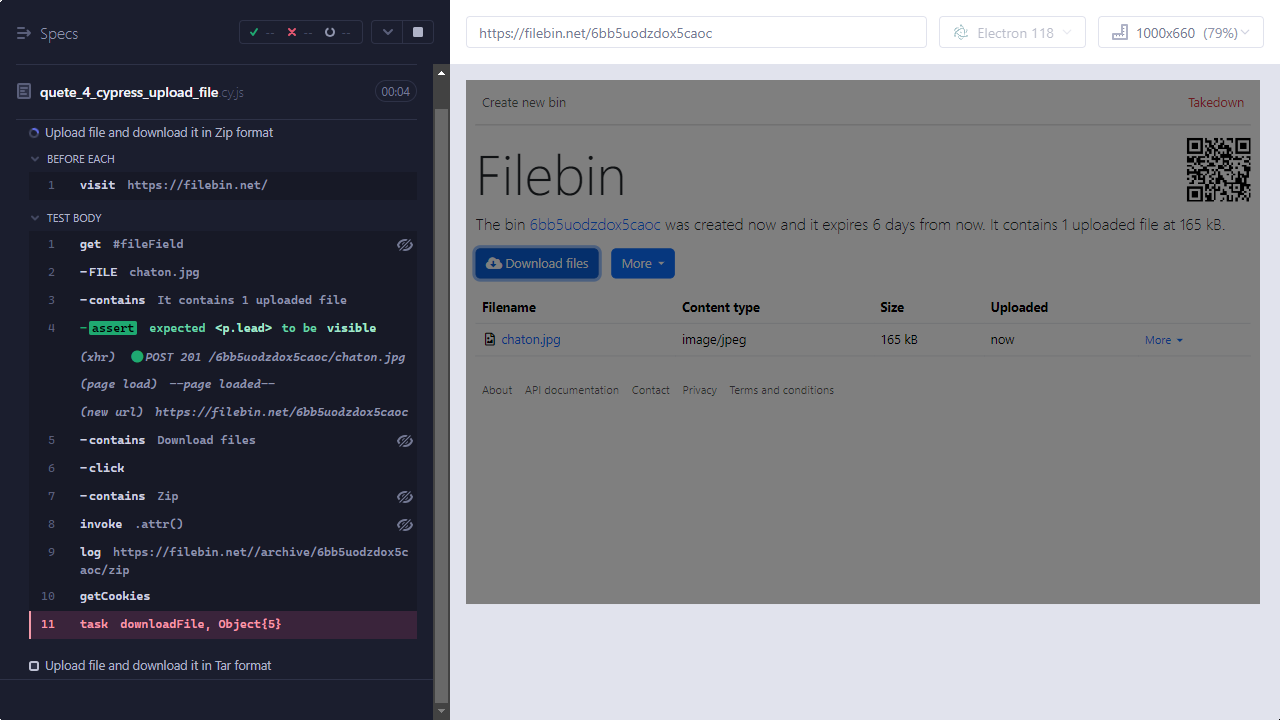 Specs
--
--
--
quete_4_cypress_upload_file.cy.js
00:04
Upload file and download it in Zip format
BEFORE EACH
1 visit https://filebin.net/
TEST BODY
1 get #fileField
2 -FILE chaton.jpg
3 -contains It contains 1 uploaded file
4 -assert expected <p.lead> to be visible
(xhr) POST 201 /6bb5uodzdox5caoc/chaton.jpg
(page load) --page loaded--
(new url) https://filebin.net/6bb5uodzdox5caoc
5 -contains Download files
6 -click
7 -contains Zip
8 invoke .attr()
9 log https://filebin.net//archive/6bb5uodzdox5c
aoc/zip
10 getCookies
11 task downloadFile, Object{5}
Upload file and download it in Tar format
https://filebin.net/6bb5uodzdox5caoc
Electron 118
1000x660 (79%)
Create new bin
Takedown
Filebin
The bin 6bb5uodzdox5caoc was created now and it expires 6 days from now. It contains 1 uploaded file at 165 kB.
Download files
More
Filename Content type Size Uploaded
chaton.jpg image/jpeg 165 kB now More
About API documentation Contact Privacy Terms and conditions